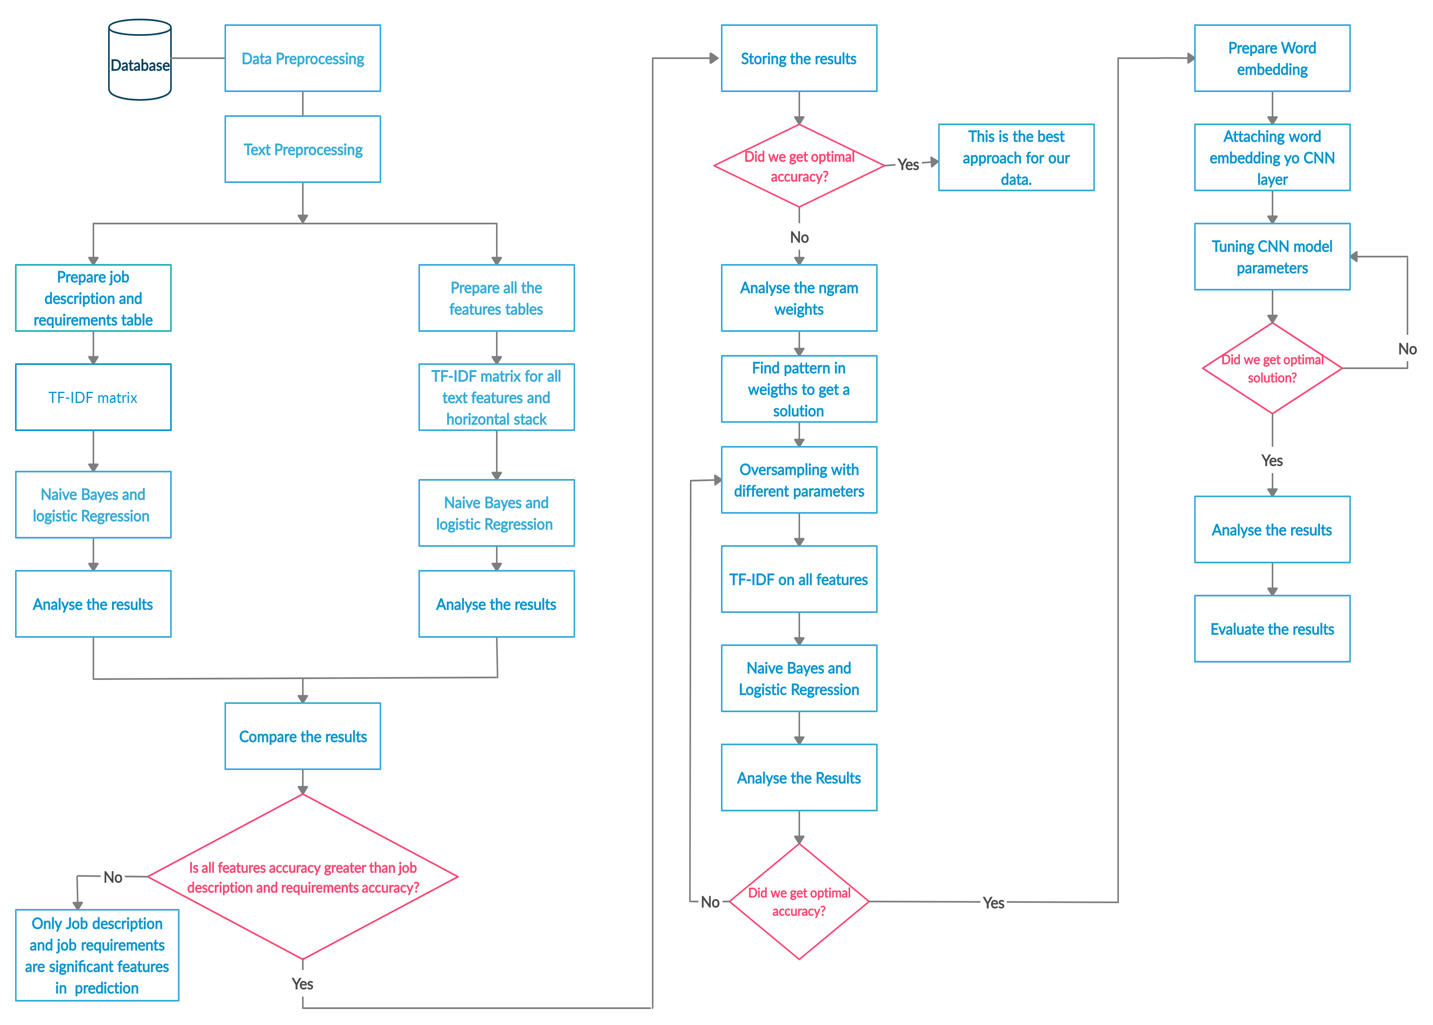 Database
Data Preprocessing
Text Preprocessing
Prepare job
description and
requirements table
TF-IDF matrix
Naive Bayes and
logistic Regression
Analyse the results
Prepare all the
features tables
TF-IDF matrix for all
text features and
horizontal stack
Naive Bayes and
logistic Regression
Analyse the results
Compare the results
Is all features accuracy greater than job
description and requirements accuracy?
No
Only Job description
and job requirements
are significant features
in prediction
Yes
Storing the results
Did we get optimal
accuracy?
Yes
This is the best
approach for our
data.
No
Analyse the ngram
weights
Find pattern in
weigths to get a
solution
Oversampling with
different parameters
TF-IDF on all features
Naive Bayes and
Logistic Regression
Analyse the Results
Did we get optimal
accuracy?
No
Yes
Prepare Word
embedding
Attaching word
embedding yo CNN
layer
Tuning CNN model
parameters
Did we get optimal
solution?
No
Yes
Analyse the results
Evaluate the results